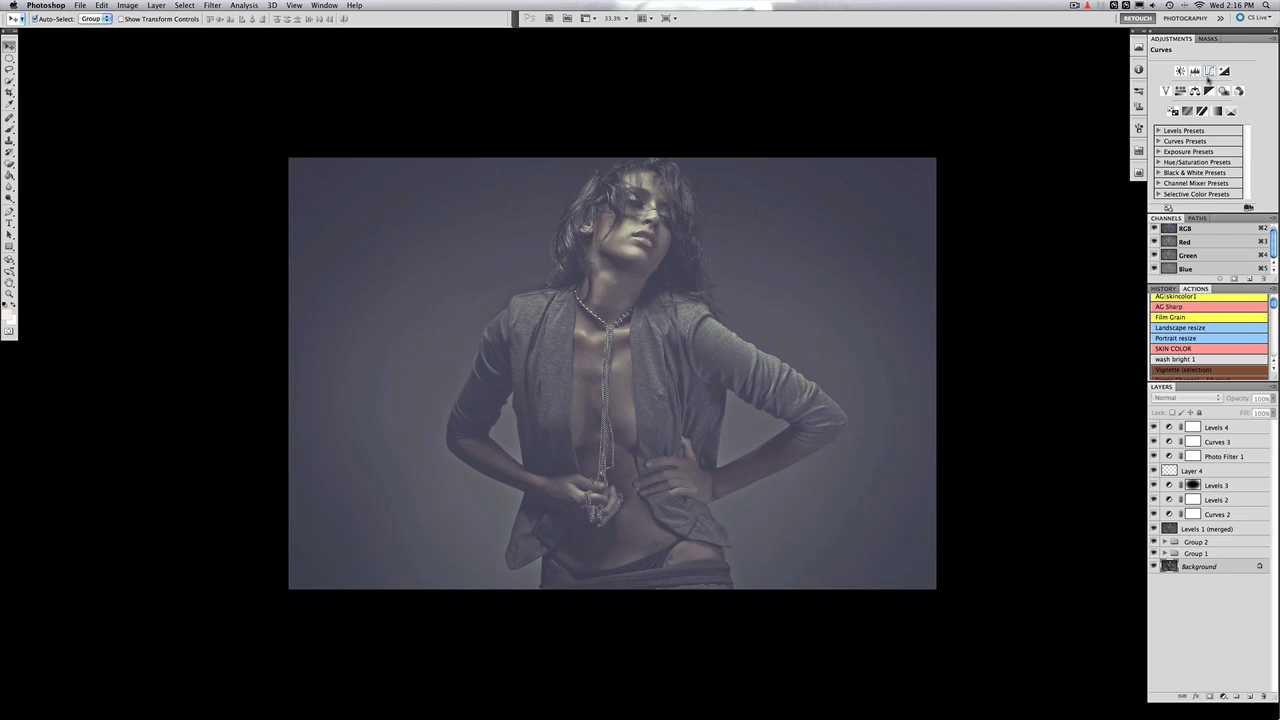 Photoshop File Edit Image Layer Select Filter Analysis 3D View Window Help Wed 2:16 PM
Auto-Select: Group Show Transform Controls 33.3% RETOUCH PHOTOGRAPHY CS Live
ADJUSTMENTS MASKS
Curves
Levels Presets
Curves Presets
Exposure Presets
Hue/Saturation Presets
Black & White Presets
Channel Mixer Presets
Selective Color Presets
CHANNELS PATHS
RGB ⌘2
Red ⌘3
Green ⌘4
Blue ⌘5
HISTORY ACTIONS
AG skincolor1
AG Sharp
Film Grain
Landscape resize
Portrait resize
SKIN COLOR
wash bright 1
Vignette (selection)
LAYERS
Normal Opacity: 100%
Lock: Fill: 100%
Levels 4
Curves 3
Photo Filter 1
Layer 4
Levels 3
Levels 2
Curves 2
Levels 1 (merged)
Group 2
Group 1
Background